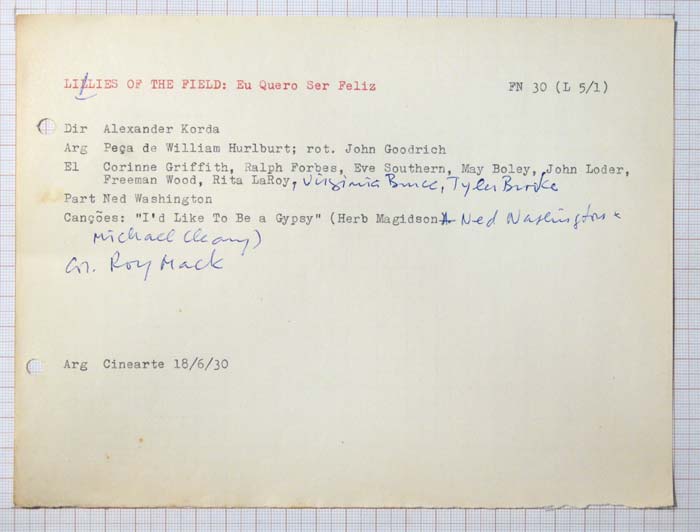 LILLIES OF THE FIELD: Eu Quero Ser Feliz FN 30 (L 5/1)
Dir Alexander Korda
Arg Peça de William Hurlburt; rot. John Goodrich
El Corinne Griffith, Ralph Forbes, Eve Southern, May Boley, John Loder,
Freeman Wood, Rita LaRoy, Virginia Bruce, Tyler Brooke
Part Ned Washington
Canções: "I'd Like To Be a Gypsy" (Herb Magidson Ned Washington
Michael Cleary)
Cor. Roy Mack
Arg Cinearte 18/6/30